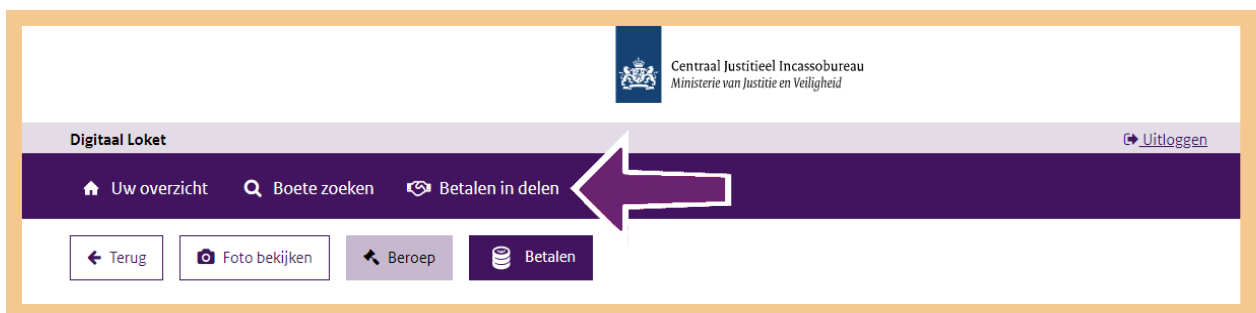 Centraal Justitieel Incassobureau
Ministerie van Justitie en Veiligheid
Digitaal Loket
Uitloggen
Uw overzicht
Boete zoeken
Betalen in delen
Terug
Foto bekijken
Beroep
Betalen